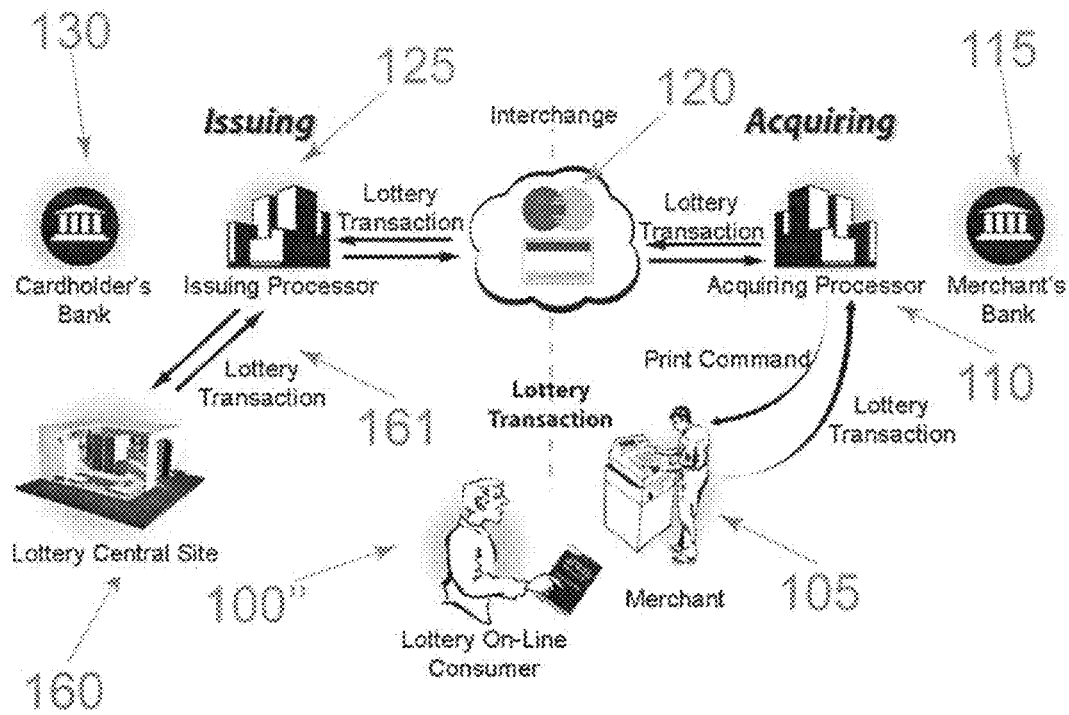 130
125
120
115
Issuing
Interchange
Acquiring
Lottery
Transaction
Lottery
Transaction
Cardholder's
Bank
Issuing Processor
Acquiring Processor
Merchant's
Bank
Lottery
Transaction
161
Lottery
Transaction
Print Command
110
Lottery
Transaction
Lottery Central Site
160
100"
Lottery On-Line
Consumer
Merchant
105